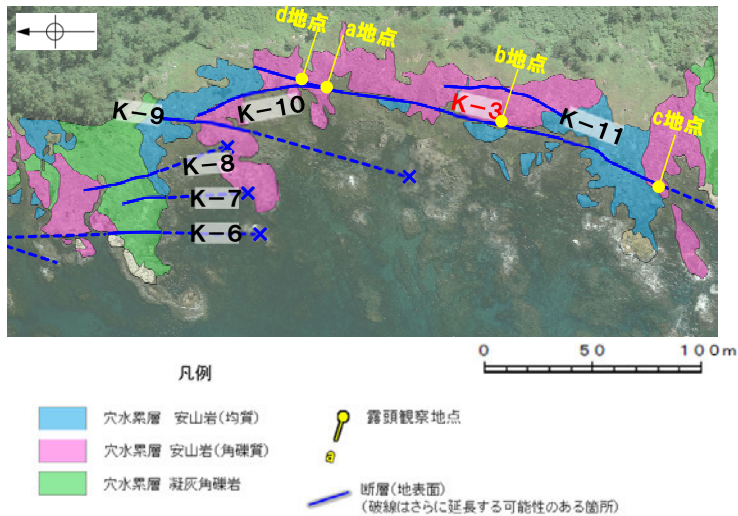 d地点
a地点
b地点
K-9
K-10
K-3
K-11
c地点
K-8
K-7
K-6
0 50 100m
凡例
穴水累層 安山岩(均質)
穴水累層 安山岩(角礫質)
穴水累層 凝灰角礫岩
露頭観察地点
a
断層(地表面)
(破線はさらに延長する可能性のある箇所)